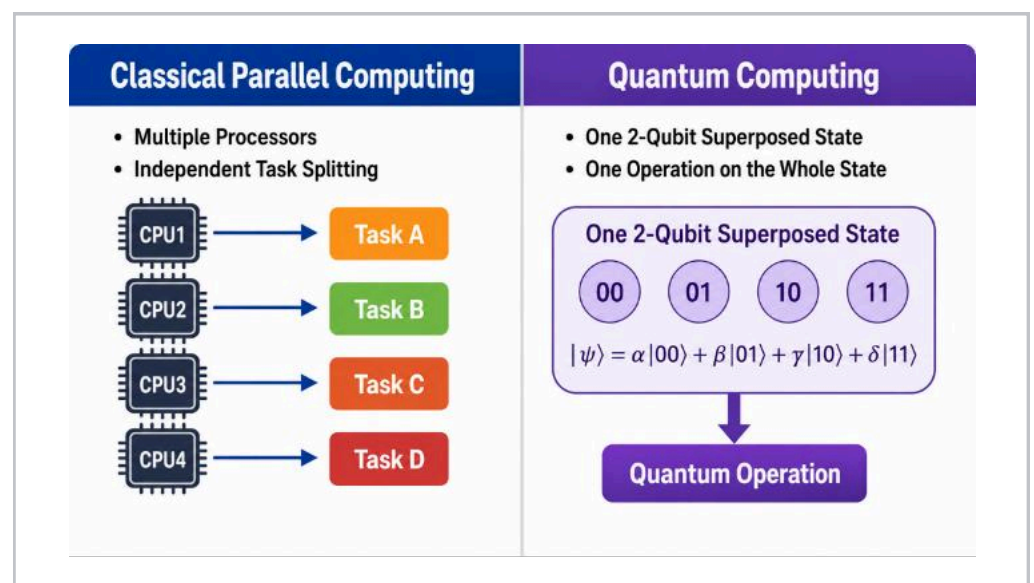 Classical Parallel Computing
• Multiple Processors
• Independent Task Splitting
CPU1
Task A
CPU2
Task B
CPU3
Task C
CPU4
Task D
Quantum Computing
• One 2-Qubit Superposed State
• One Operation on the Whole State
One 2-Qubit Superposed State
00 01 10 11
|ψ⟩ = α|00⟩ + β|01⟩ + γ|10⟩ + δ|11⟩
Quantum Operation